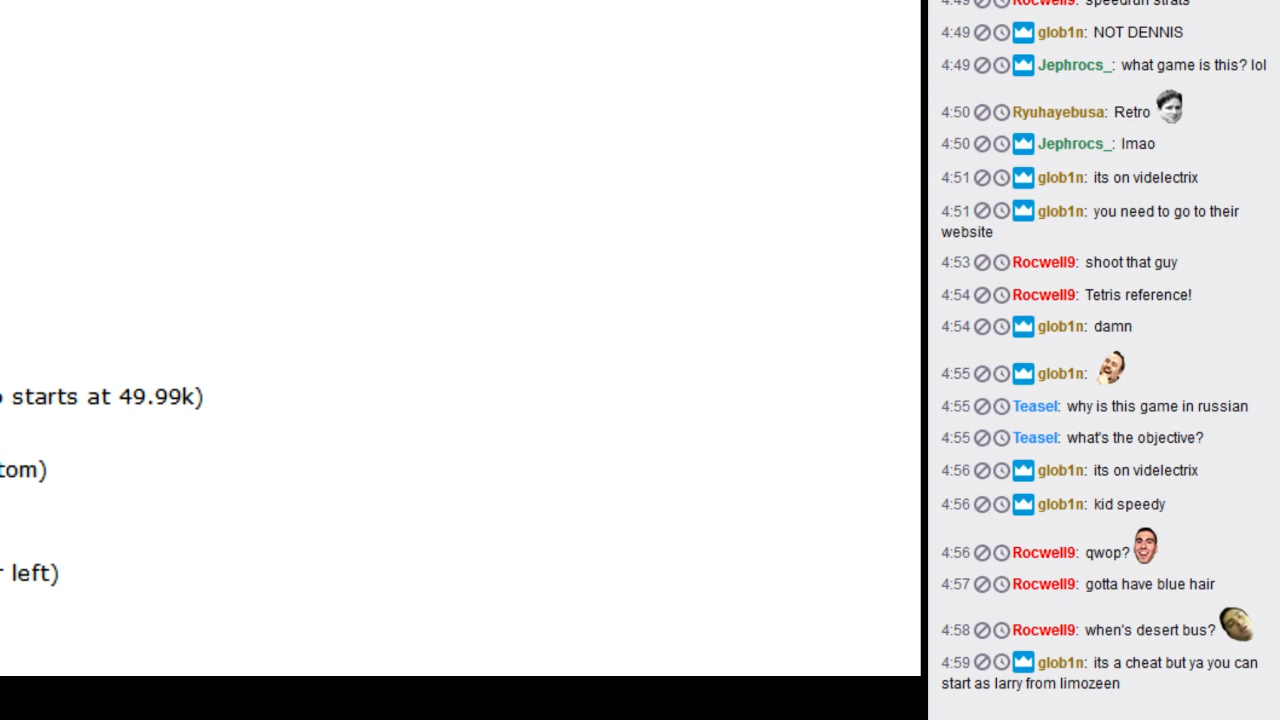 starts at 49.99k)
tom)
left)
4:49 Rocwell9: speedrun strats
4:49 glob1n: NOT DENNIS
4:49 Jephrocs_: what game is this? lol
4:50 Ryuhayebusa: Retro
4:50 Jephrocs_: lmao
4:51 glob1n: its on videlectrix
4:51 glob1n: you need to go to their
website
4:53 Rocwell9: shoot that guy
4:54 Rocwell9: Tetris reference!
4:54 glob1n: damn
4:55 glob1n:
4:55 Teasel: why is this game in russian
4:55 Teasel: what's the objective?
4:56 glob1n: its on videlectrix
4:56 glob1n: kid speedy
4:56 Rocwell9: qwop?
4:57 Rocwell9: gotta have blue hair
4:58 Rocwell9: when's desert bus?
4:59 glob1n: its a cheat but ya you can
start as larry from limozeen